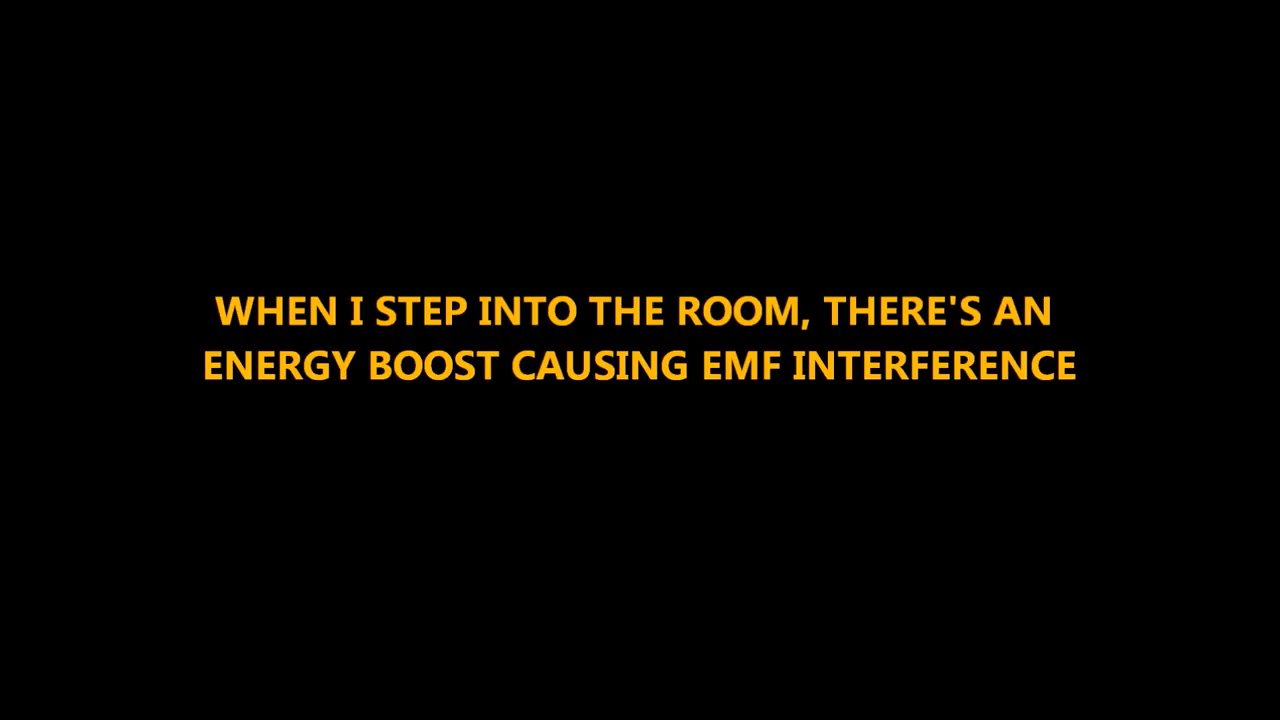 WHEN I STEP INTO THE ROOM, THERE'S AN
ENERGY BOOST CAUSING EMF INTERFERENCE